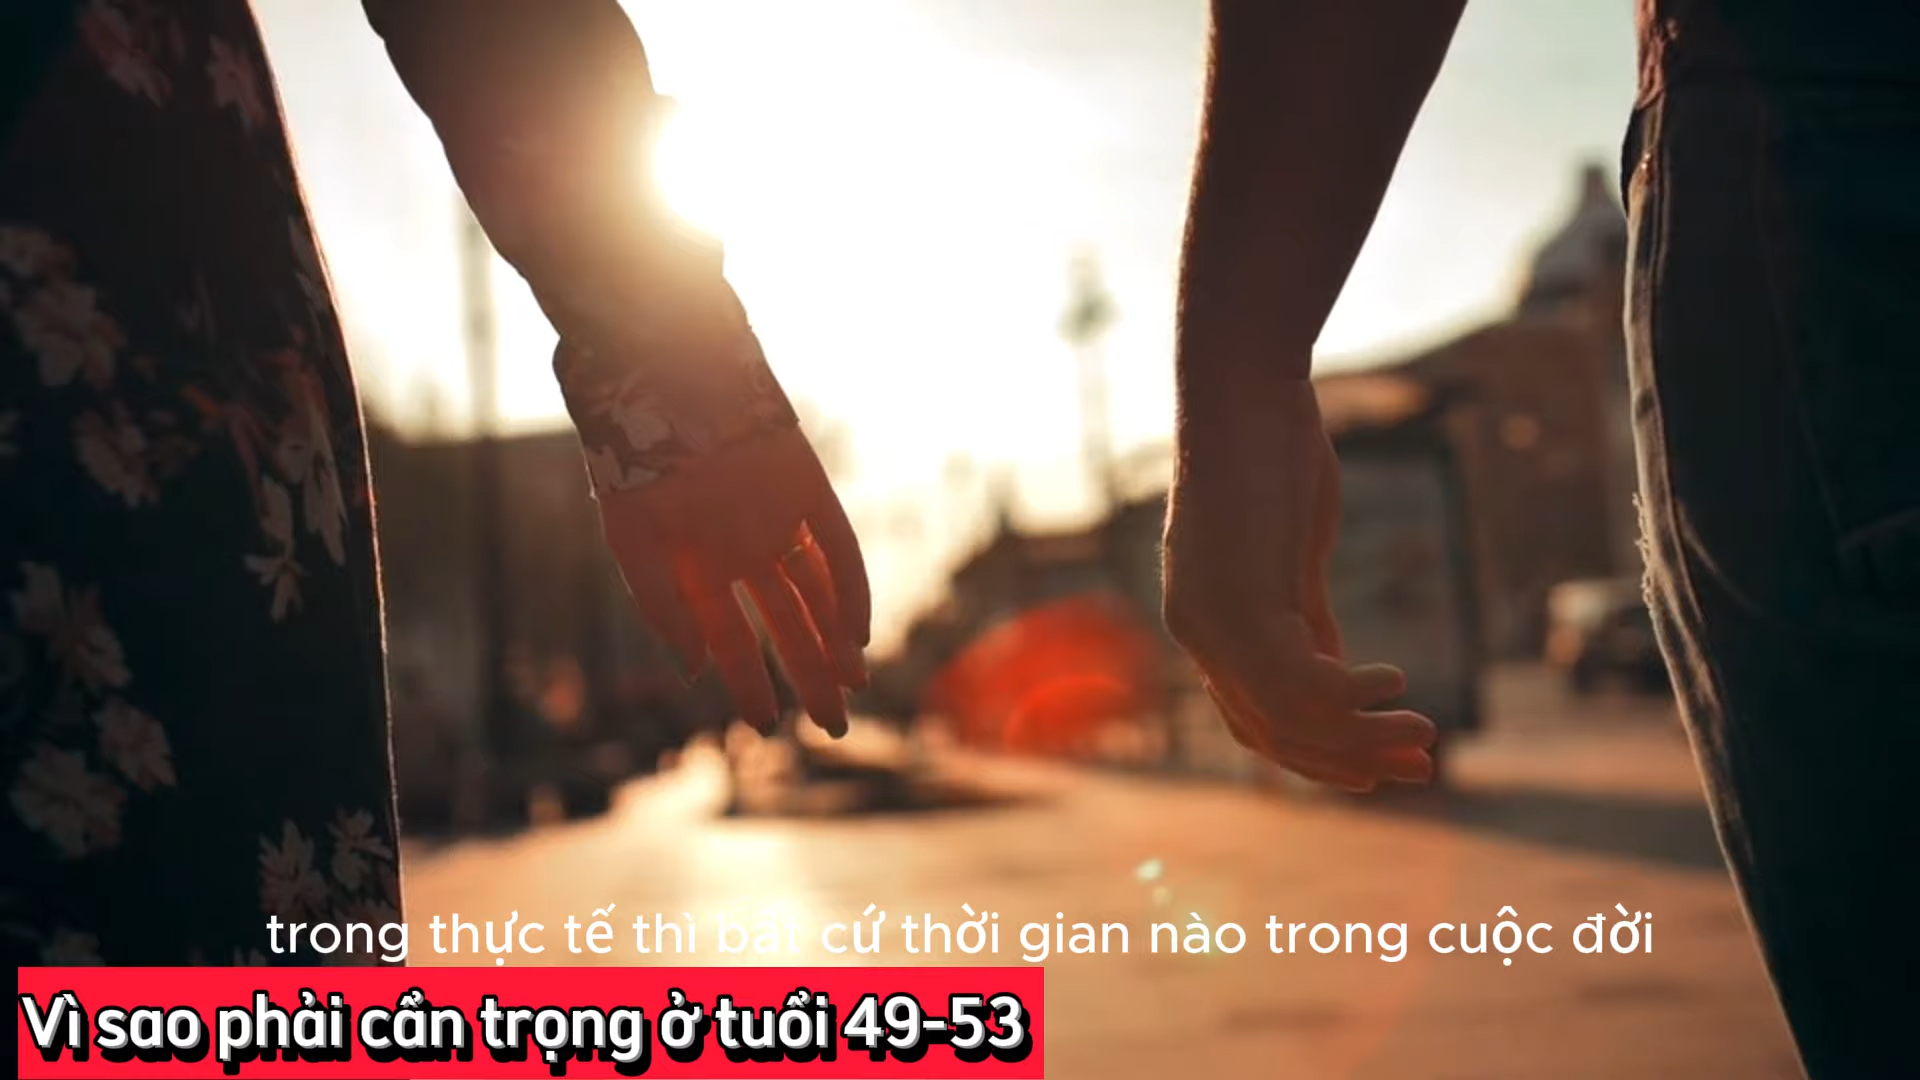 trong thực tế thì bất cứ thời gian nào trong cuộc đời
Vì sao phải cẩn trọng ở tuổi 49-53